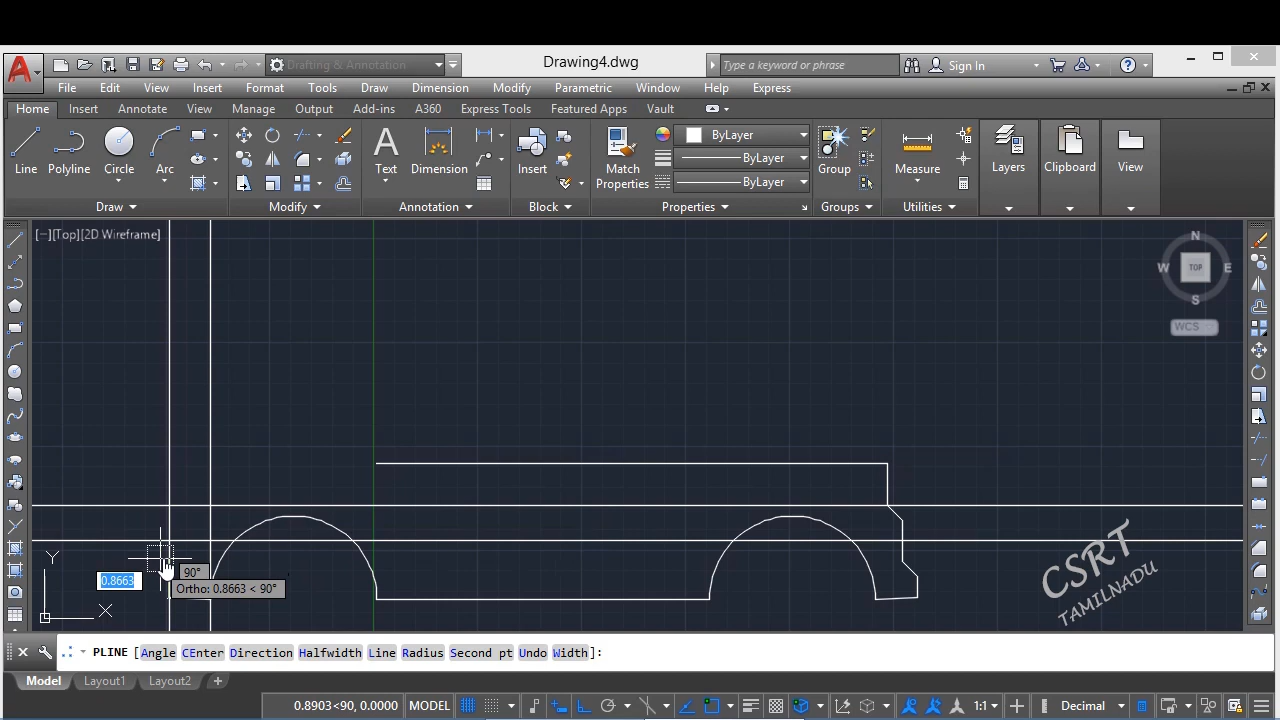 Drafting & Annotation
Drawing4.dwg
Type a keyword or phrase
Sign In
File Edit View Insert Format Tools Draw Dimension Modify Parametric Window Help Express
Home Insert Annotate View Manage Output Add-ins A360 Express Tools Featured Apps Vault
Line Polyline Circle Arc
Text Dimension
Insert
Match Properties
ByLayer
ByLayer
ByLayer
Group
Measure
Layers
Clipboard
View
Draw Modify Annotation Block Properties Groups Utilities
[−][Top][2D Wireframe]
N
W TOP E
S
WCS
Y
X
90°
0.8663
Ortho: 0.8663 < 90°
CSRT
TAMILNADU
PLINE [Angle CEnter Direction Halfwidth Line Radius Second pt Undo Width]:
Model Layout1 Layout2 +
0.8903<90, 0.0000 MODEL 1:1 Decimal